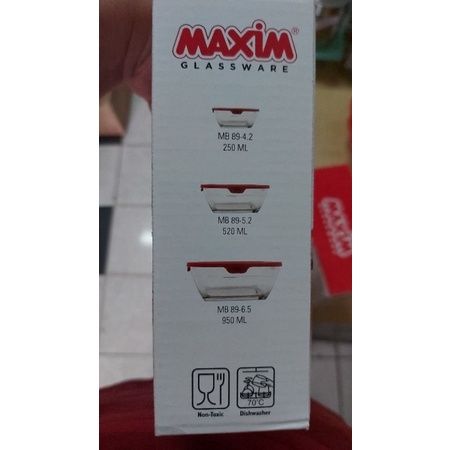 MAXiM®
GLASSWARE
MB 89-4.2
250 ML
MB 89-5.2
520 ML
MB 89-6.5
950 ML
70°C
Non-Toxic
Dishwasher
MAXiM